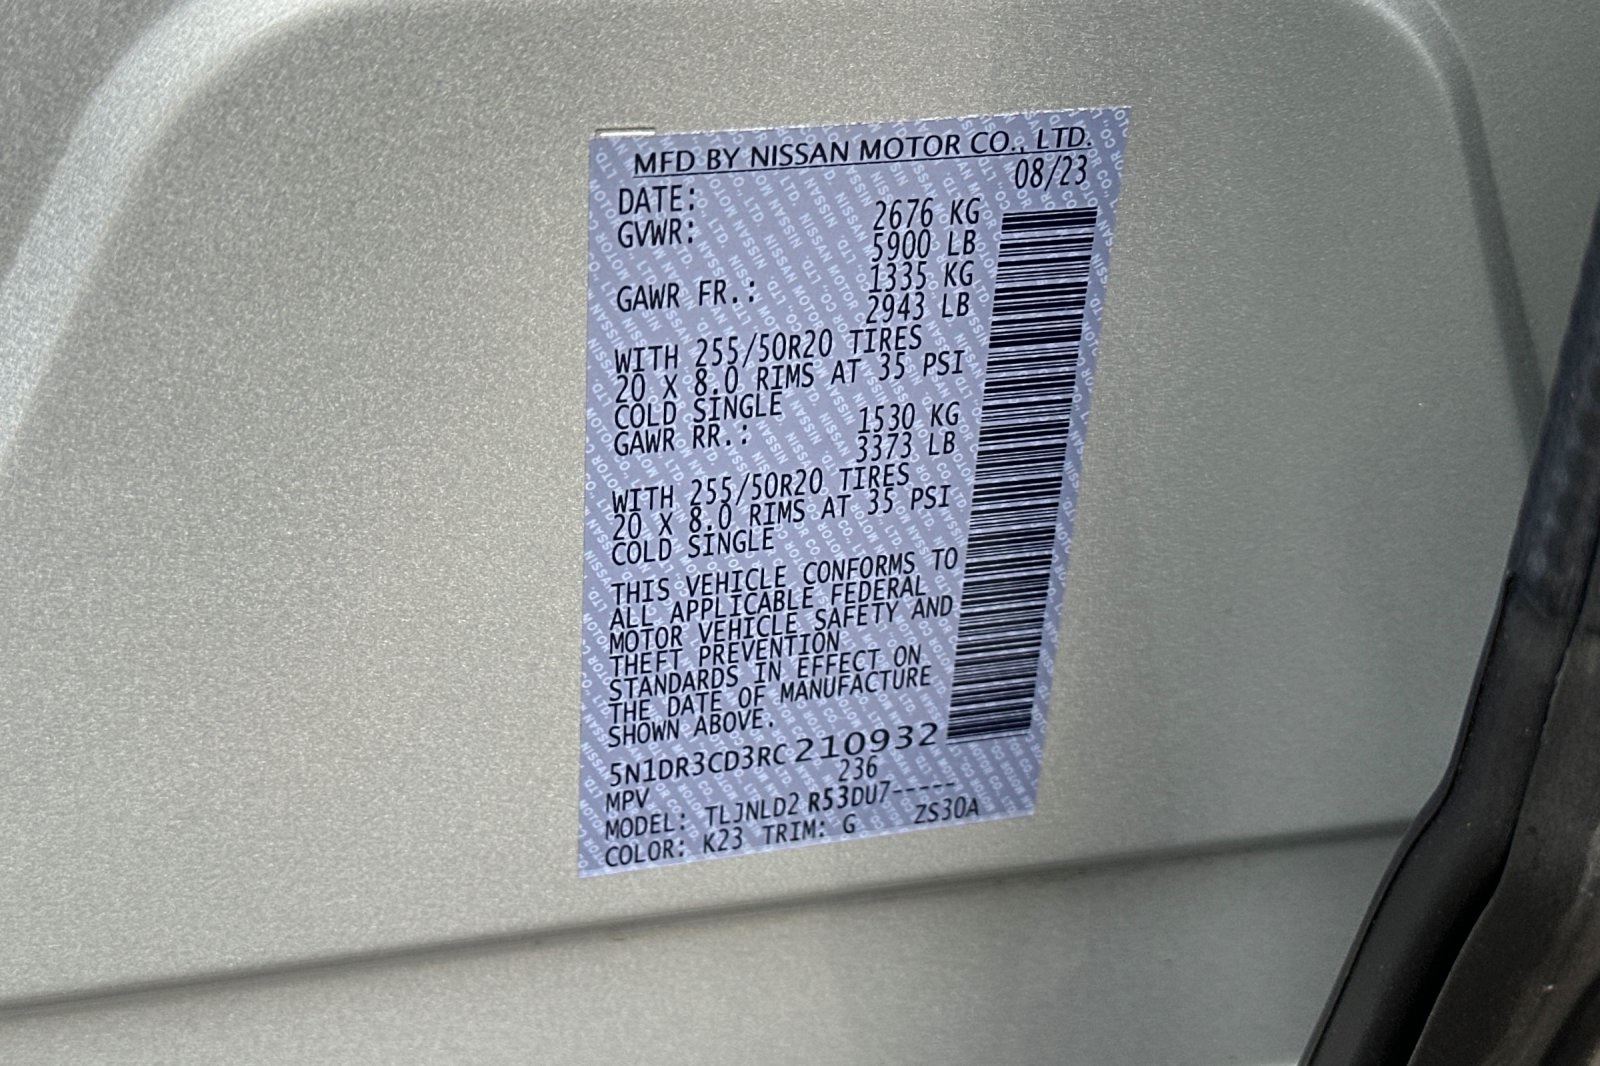 MFD BY NISSAN MOTOR CO., LTD.
DATE: 08/23
GVWR: 2676 KG
5900 LB
GAWR FR.: 1335 KG
2943 LB
WITH 255/50R20 TIRES
20 X 8.0 RIMS AT 35 PSI
COLD SINGLE
GAWR RR.: 1530 KG
3373 LB
WITH 255/50R20 TIRES
20 X 8.0 RIMS AT 35 PSI
COLD SINGLE
THIS VEHICLE CONFORMS TO
ALL APPLICABLE FEDERAL
MOTOR VEHICLE SAFETY AND
THEFT PREVENTION
STANDARDS IN EFFECT ON
THE DATE OF MANUFACTURE
SHOWN ABOVE.
5N1DR3CD3RC210932
MPV 236
MODEL: TLJNLD2 R53DU7-----
COLOR: K23 TRIM: G ZS30A